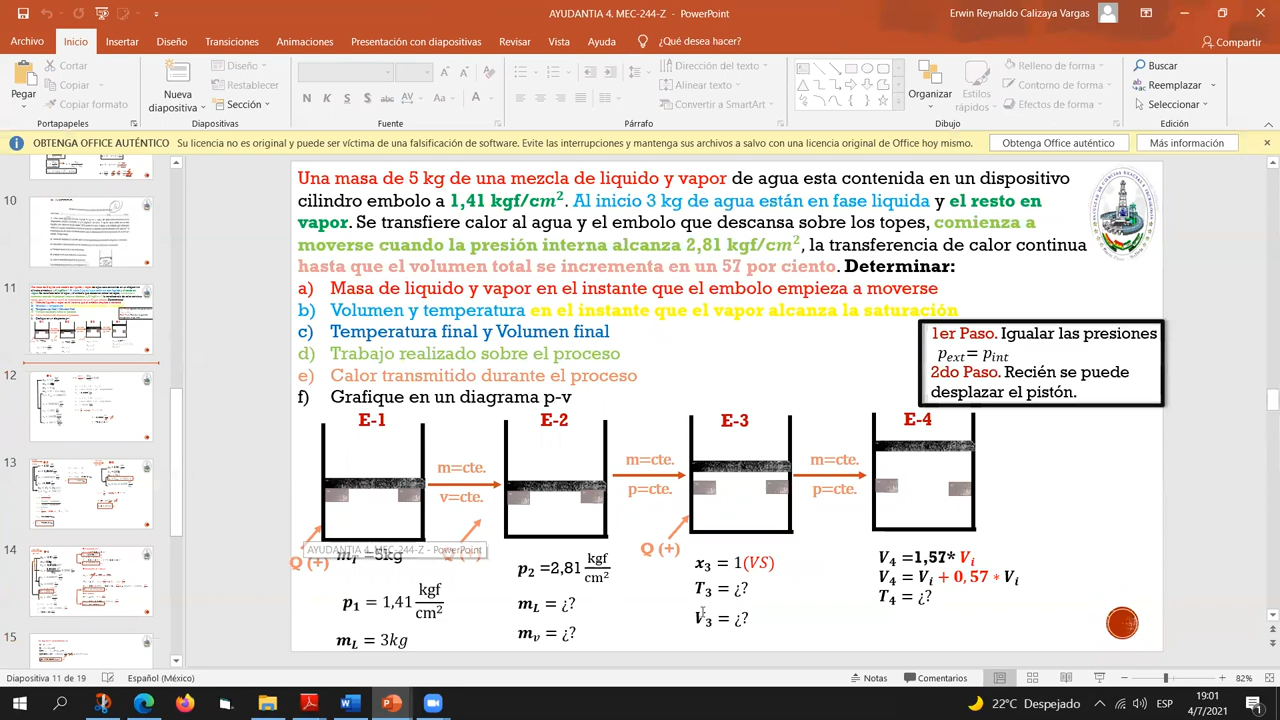 AYUDANTIA 4. MEC-244-Z - PowerPoint
Erwin Reynaldo Calizaya Vargas
Archivo Inicio Insertar Diseño Transiciones Animaciones Presentación con diapositivas Revisar Vista Ayuda ¿Qué desea hacer? Compartir
Pegar
Cortar
Copiar
Copiar formato
Portapapeles
Nueva diapositiva
Diseño
Restablecer
Sección
Diapositivas
N K S S abc AV Aa A
Fuente
Dirección del texto
Alinear texto
Convertir a SmartArt
Párrafo
Organizar
Estilos rápidos
Relleno de forma
Contorno de forma
Efectos de forma
Dibujo
Buscar
Reemplazar
Seleccionar
Edición
OBTENGA OFFICE AUTÉNTICO Su licencia no es original y puede ser víctima de una falsificación de software. Evite las interrupciones y mantenga sus archivos a salvo con una licencia original de Office hoy mismo. Obtenga Office auténtico Más información
10
11
12
13
14
15
Una masa de 5 kg de una mezcla de liquido y vapor de agua esta contenida en un dispositivo
cilindro embolo a 1,41 kgf/cm². Al inicio 3 kg de agua están en fase liquida y el resto en
vapor. Se transfiere calor al agua y el embolo que descansa sobre los topes, comienza a
moverse cuando la presión interna alcanza 2,81 kgf/cm², la transferencia de calor continua
hasta que el volumen total se incrementa en un 57 por ciento. Determinar:
a) Masa de liquido y vapor en el instante que el embolo empieza a moverse
b) Volumen y temperatura en el instante que el vapor alcanza la saturación
c) Temperatura final y Volumen final
d) Trabajo realizado sobre el proceso
e) Calor transmitido durante el proceso
f) Grafique en un diagrama p-v
1er Paso. Igualar las presiones
p_ext = p_int
2do Paso. Recién se puede
desplazar el pistón.
E-1 E-2 E-3 E-4
m=cte.
v=cte.
m=cte.
p=cte.
m=cte.
p=cte.
Q (+)
Q (+)
AYUDANTIA 4. MEC-244-Z - PowerPoint
m_T =5kg
p₁ = 1,41 kgf/cm²
m_L = 3kg
p₂ =2,81 kgf/cm²
m_L = ¿?
m_v = ¿?
x₃ = 1(VS)
T₃ = ¿?
V₃ = ¿?
V₄ =1,57* V_i
V₄ = V_i + 0,57 * V_i
T₄ = ¿?
Diapositiva 11 de 19 Español (México) Notas Comentarios 82%
22°C Despejado ESP 19:01
4/7/2021